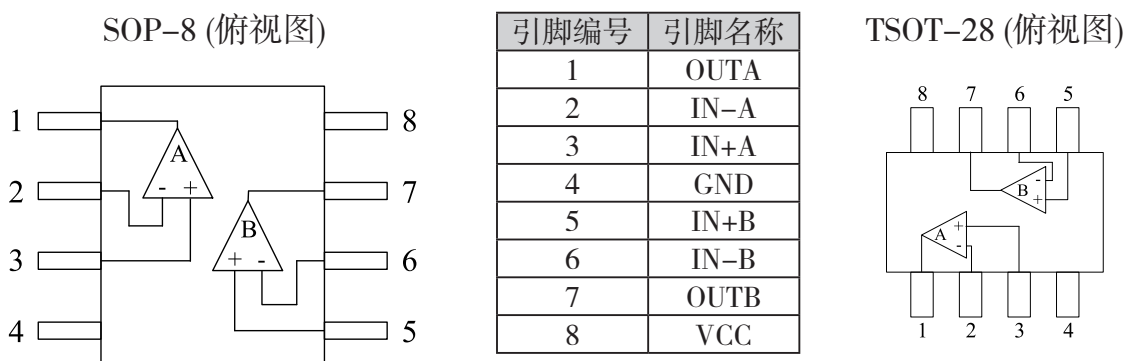 SOP-8 (俯视图)
1
2
3
4
8
7
6
5
A
- +
B
+ -
引脚编号 引脚名称
1 OUTA
2 IN-A
3 IN+A
4 GND
5 IN+B
6 IN-B
7 OUTB
8 VCC
TSOT-28 (俯视图)
8 7 6 5
-
B
+
+
A
-
1 2 3 4